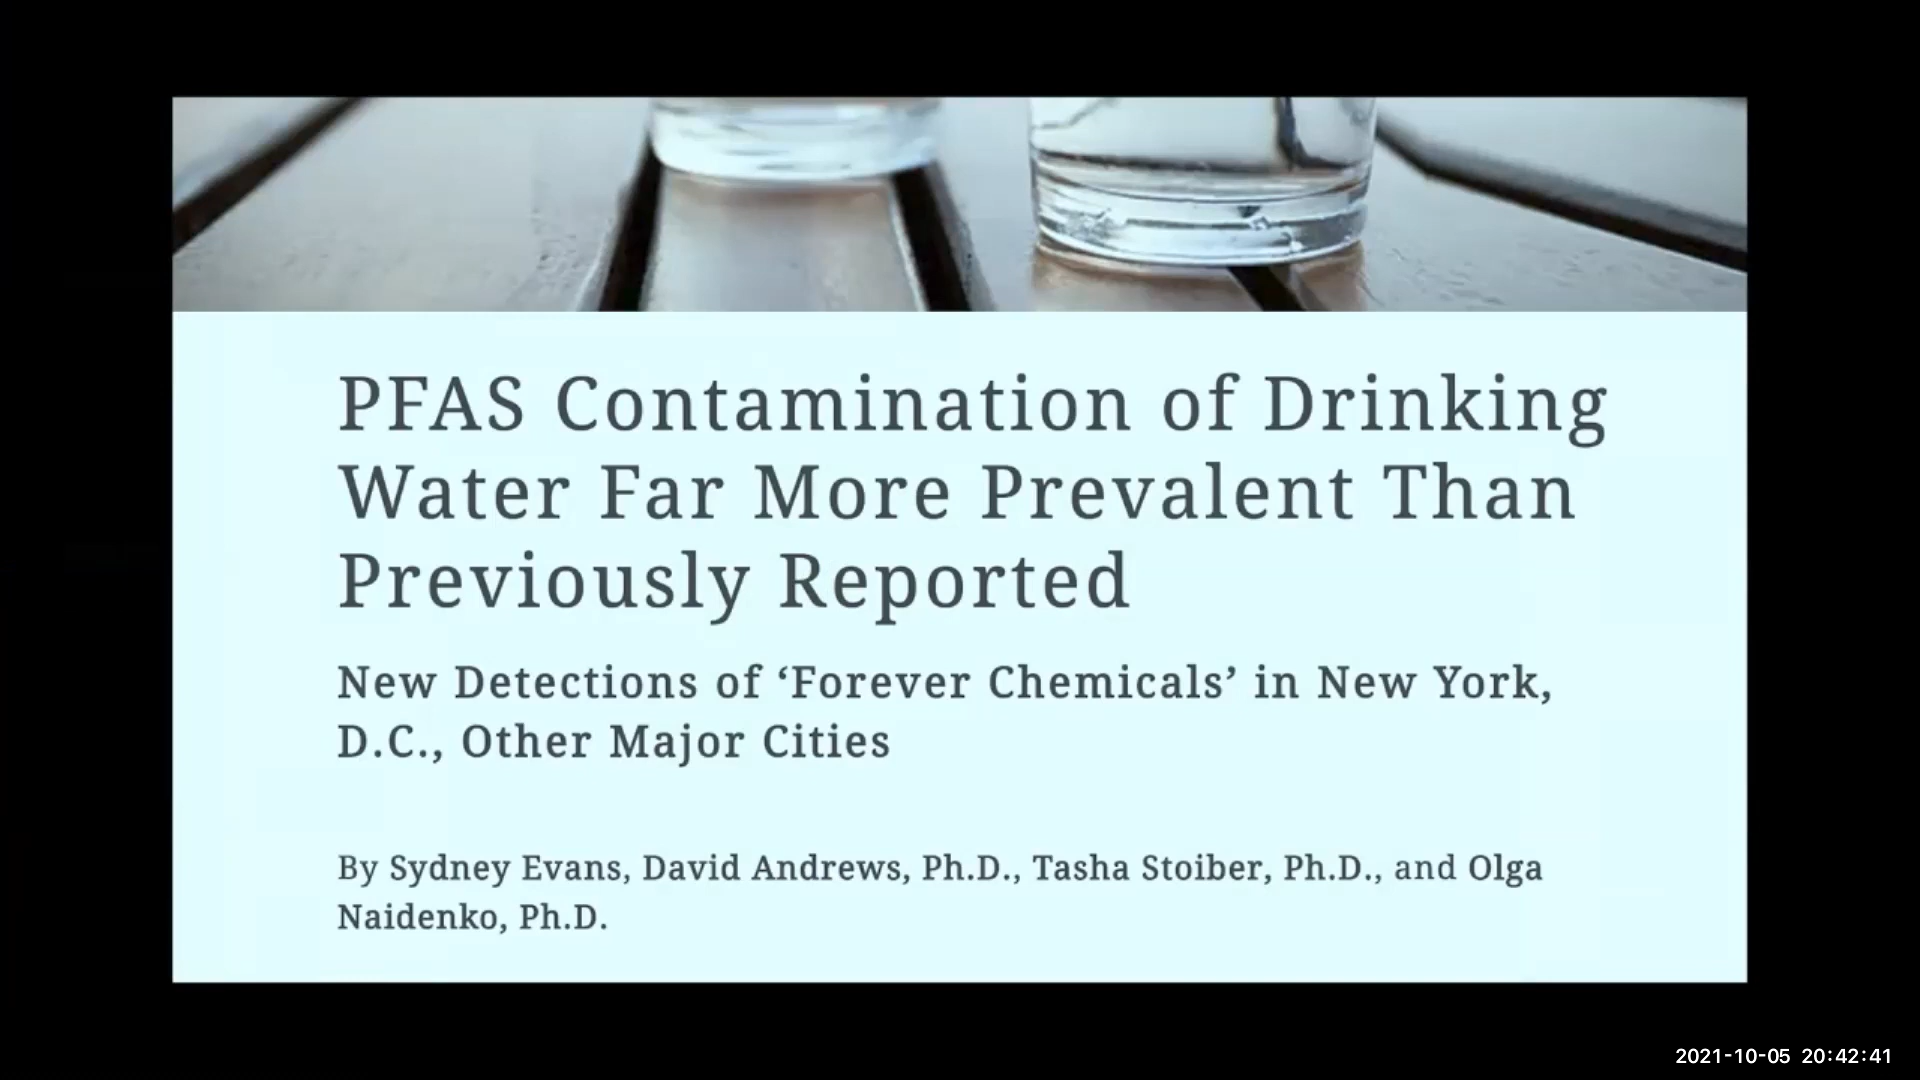 PFAS Contamination of Drinking
Water Far More Prevalent Than
Previously Reported
New Detections of ‘Forever Chemicals’ in New York,
D.C., Other Major Cities
By Sydney Evans, David Andrews, Ph.D., Tasha Stoiber, Ph.D., and Olga
Naidenko, Ph.D.
2021-10-05 20:42:41